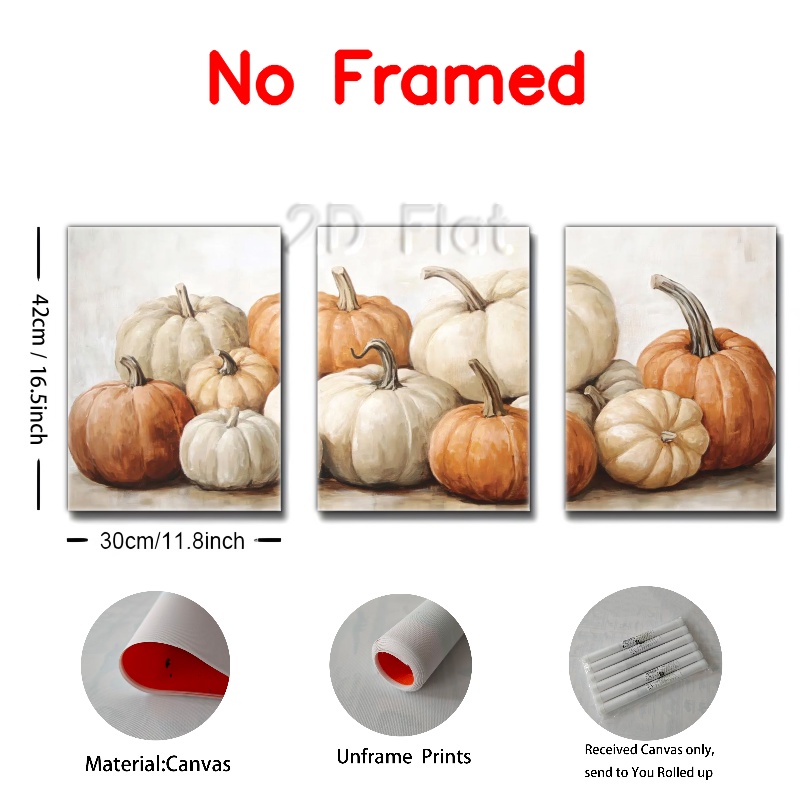 No Framed
2D Flat
42cm / 16.5inch
30cm/11.8inch
Material:Canvas
Unframe Prints
Received Canvas only,
send to You Rolled up